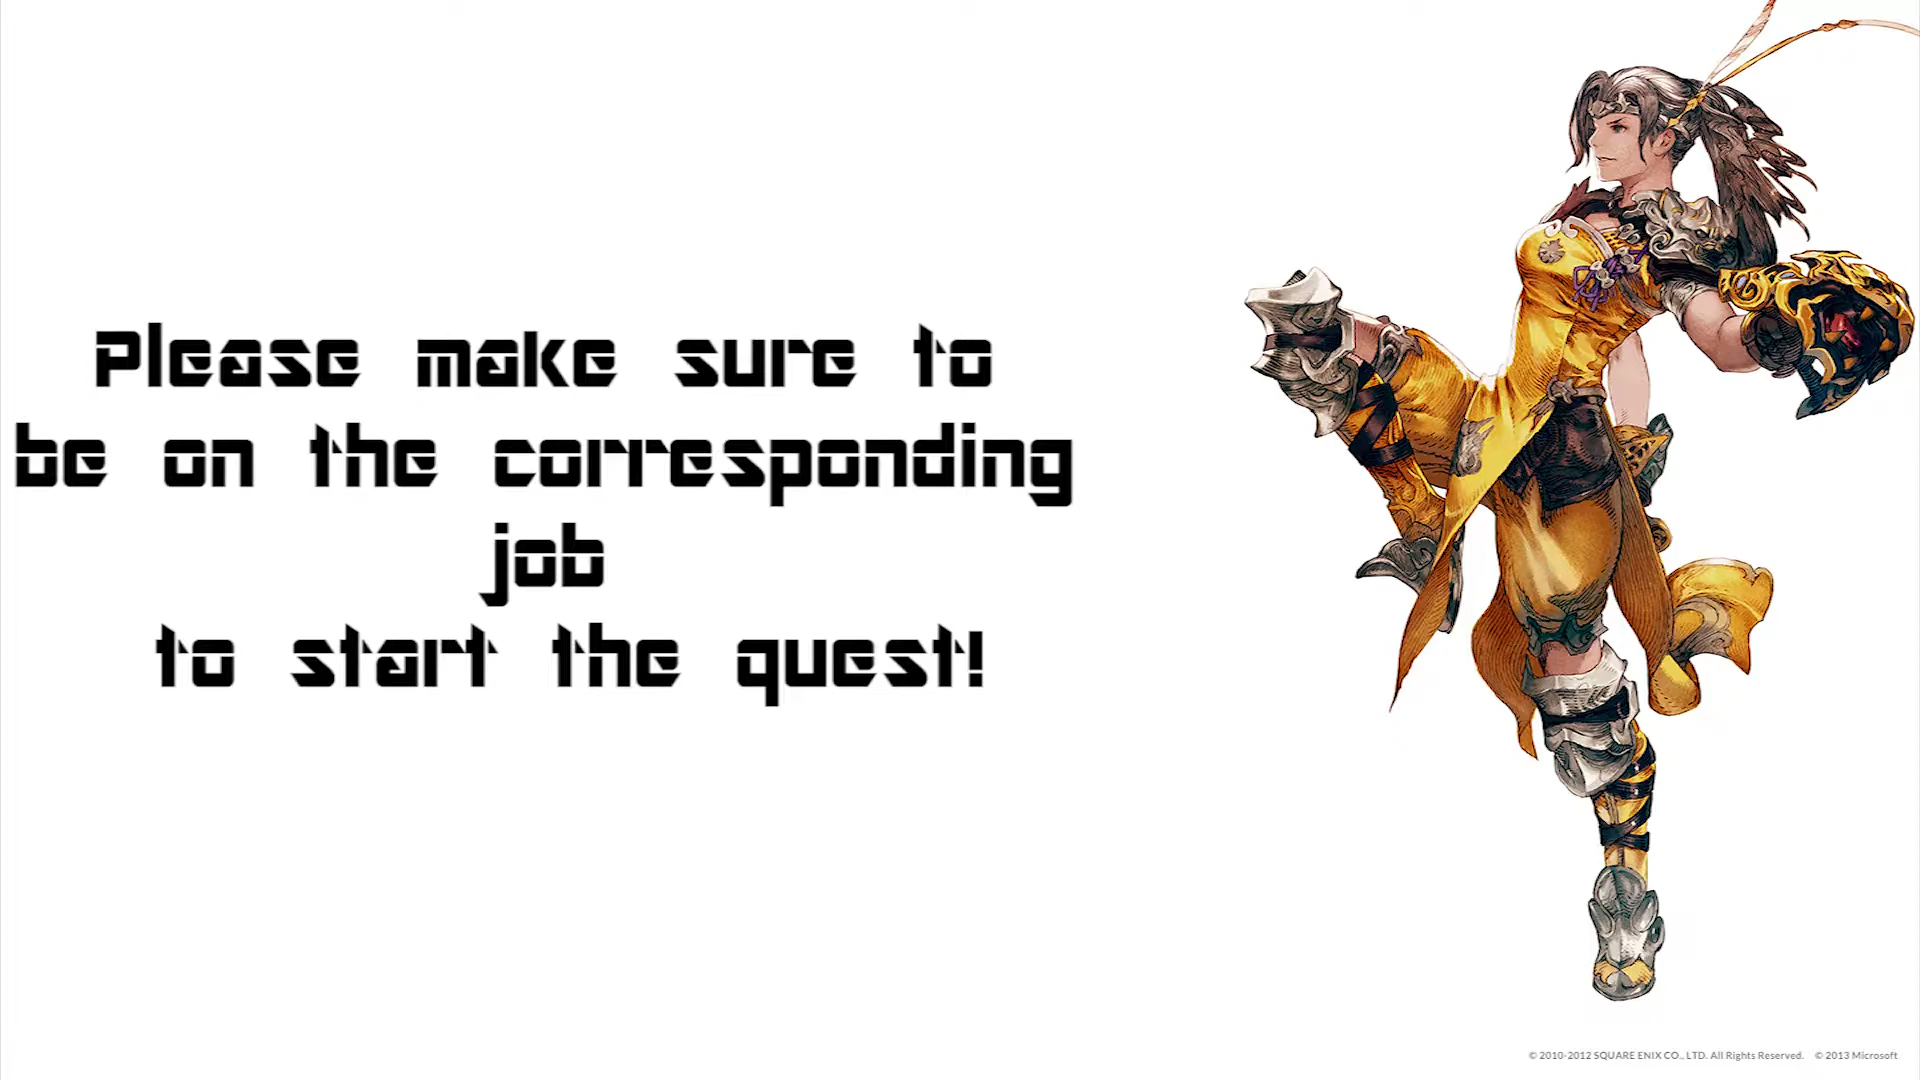 Please make sure to
be on the corresponding
job
to start the quest!
© 2010-2012 SQUARE ENIX CO., LTD. All Rights Reserved. © 2013 Microsoft